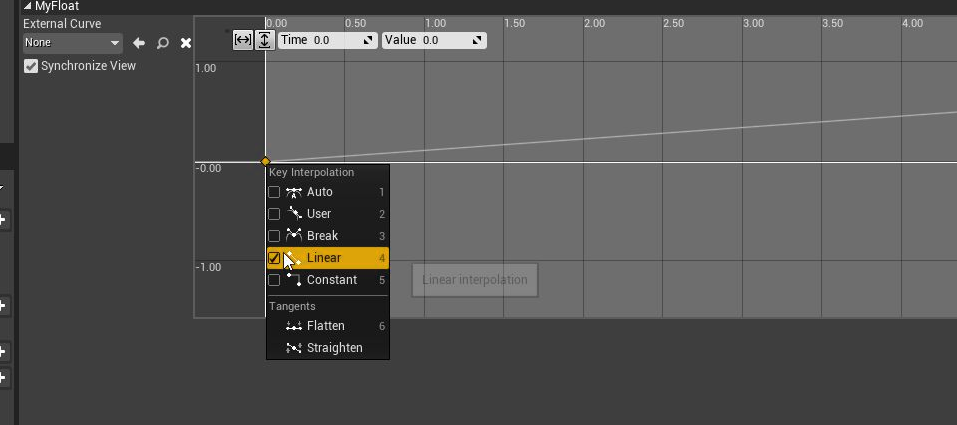 MyFloat
External Curve
None
Synchronize View
0.00 0.50 1.00 1.50 2.00 2.50 3.00 3.50 4.00
Time 0.0 Value 0.0
1.00
-0.00
-1.00
Key Interpolation
Auto 1
User 2
Break 3
Linear 4
Constant 5
Tangents
Flatten 6
Straighten
Linear interpolation